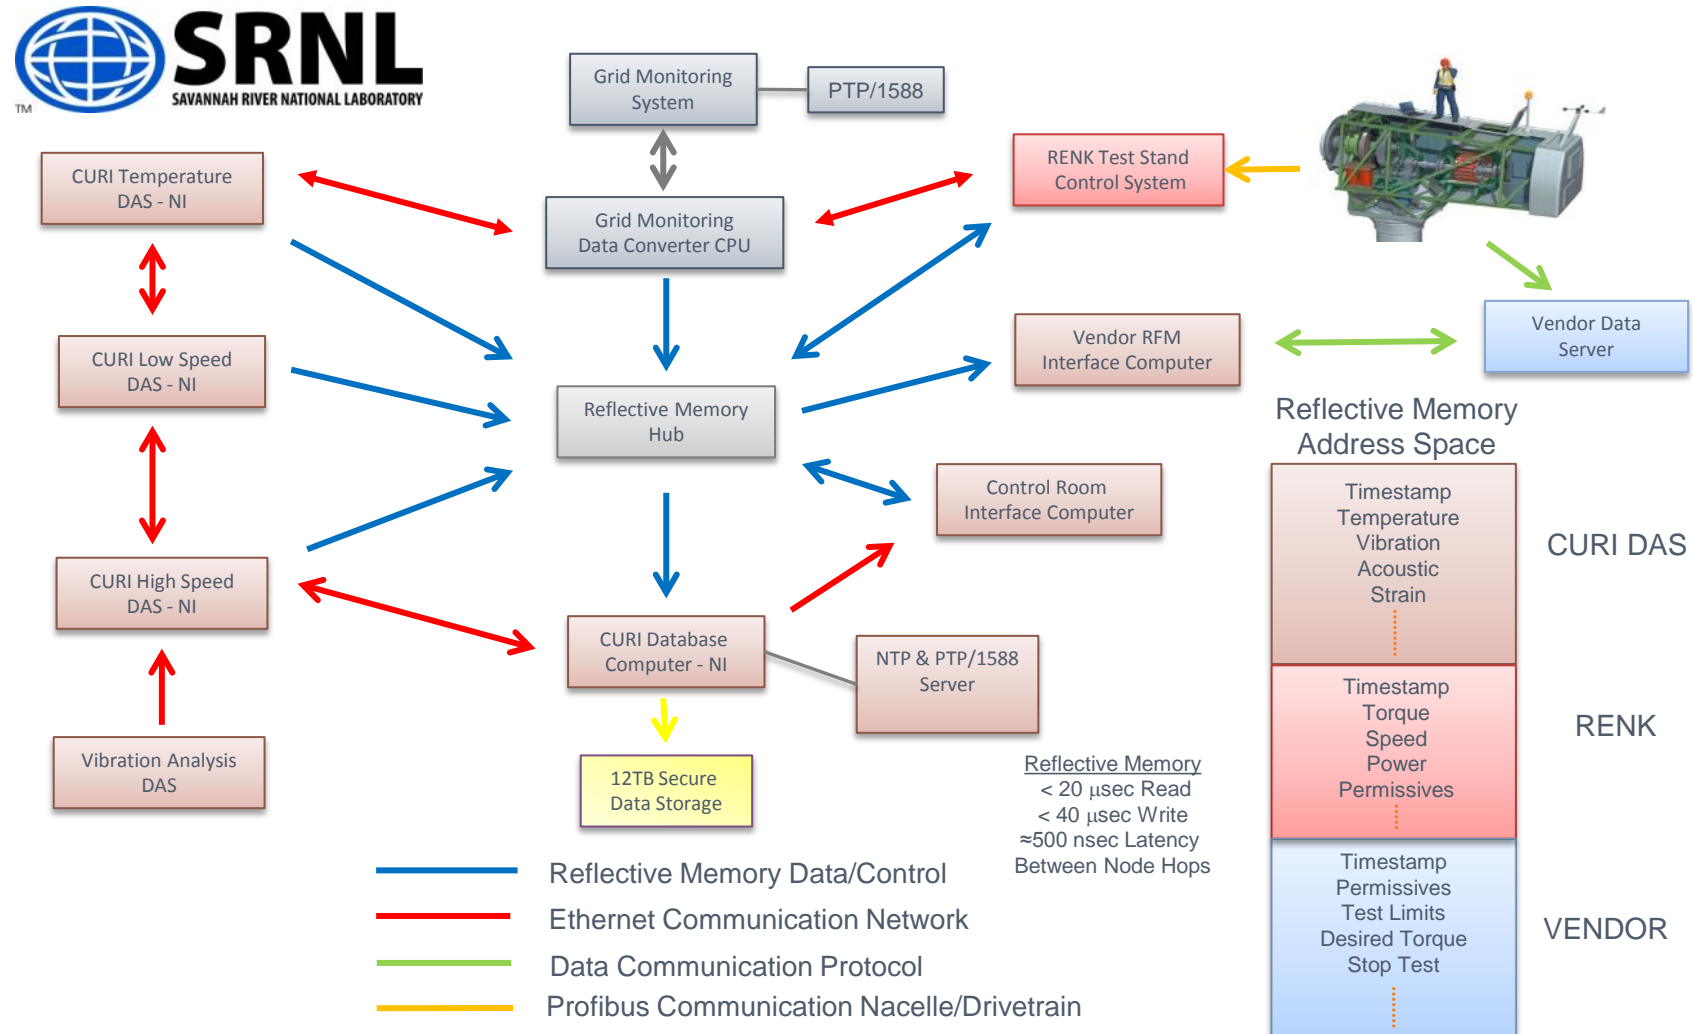 SRNL
SAVANNAH RIVER NATIONAL LABORATORY
TM
Grid Monitoring
System
PTP/1588
CURI Temperature
DAS - NI
Grid Monitoring
Data Converter CPU
RENK Test Stand
Control System
CURI Low Speed
DAS - NI
Reflective Memory
Hub
Vendor RFM
Interface Computer
Vendor Data
Server
Control Room
Interface Computer
CURI High Speed
DAS - NI
CURI Database
Computer - NI
NTP & PTP/1588
Server
Vibration Analysis
DAS
12TB Secure
Data Storage
Reflective Memory
< 20 μsec Read
< 40 μsec Write
≈500 nsec Latency
Between Node Hops
Reflective Memory
Address Space
Timestamp
Temperature
Vibration
Acoustic
Strain
CURI DAS
Timestamp
Torque
Speed
Power
Permissives
RENK
Timestamp
Permissives
Test Limits
Desired Torque
Stop Test
VENDOR
Reflective Memory Data/Control
Ethernet Communication Network
Data Communication Protocol
Profibus Communication Nacelle/Drivetrain